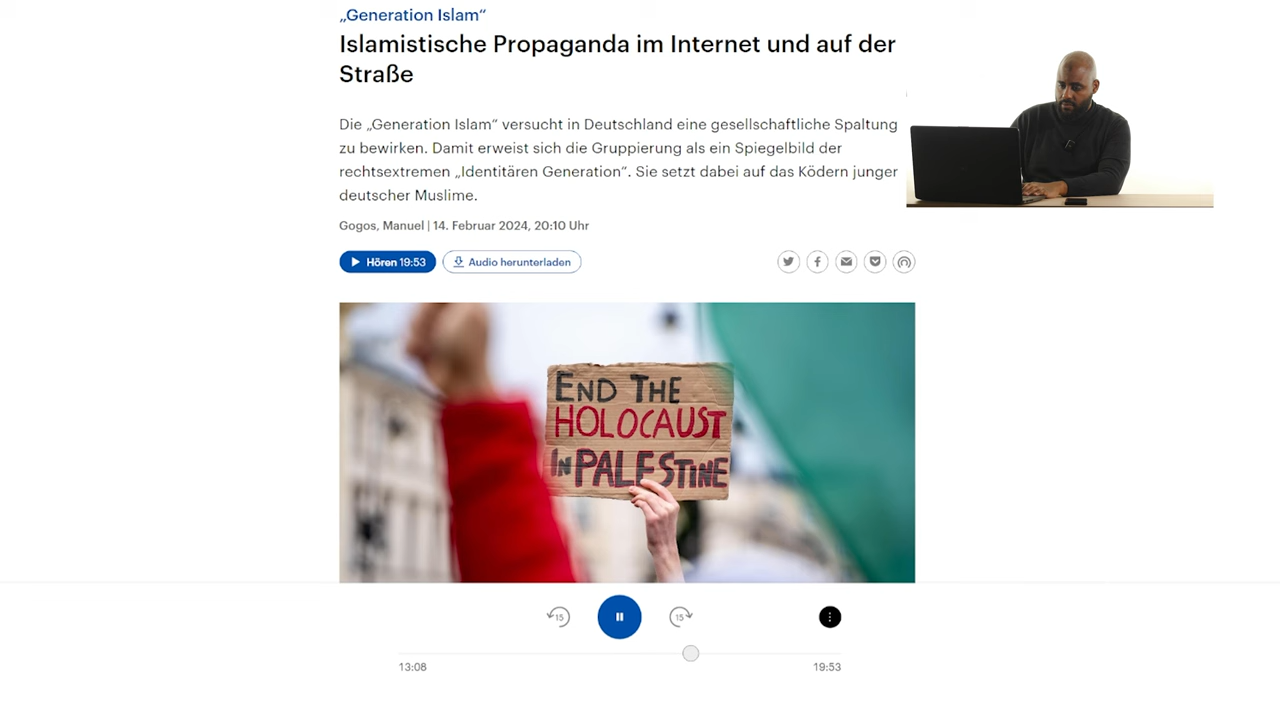 „Generation Islam“
Islamistische Propaganda im Internet und auf der
Straße
Die „Generation Islam“ versucht in Deutschland eine gesellschaftliche Spaltung
zu bewirken. Damit erweist sich die Gruppierung als ein Spiegelbild der
rechtsextremen „Identitären Generation“. Sie setzt dabei auf das Ködern junger
deutscher Muslime.
Gogos, Manuel | 14. Februar 2024, 20:10 Uhr
Hören 19:53
Audio herunterladen
END THE
HOLOCAUST
IN PALESTINE
15
15
13:08
19:53